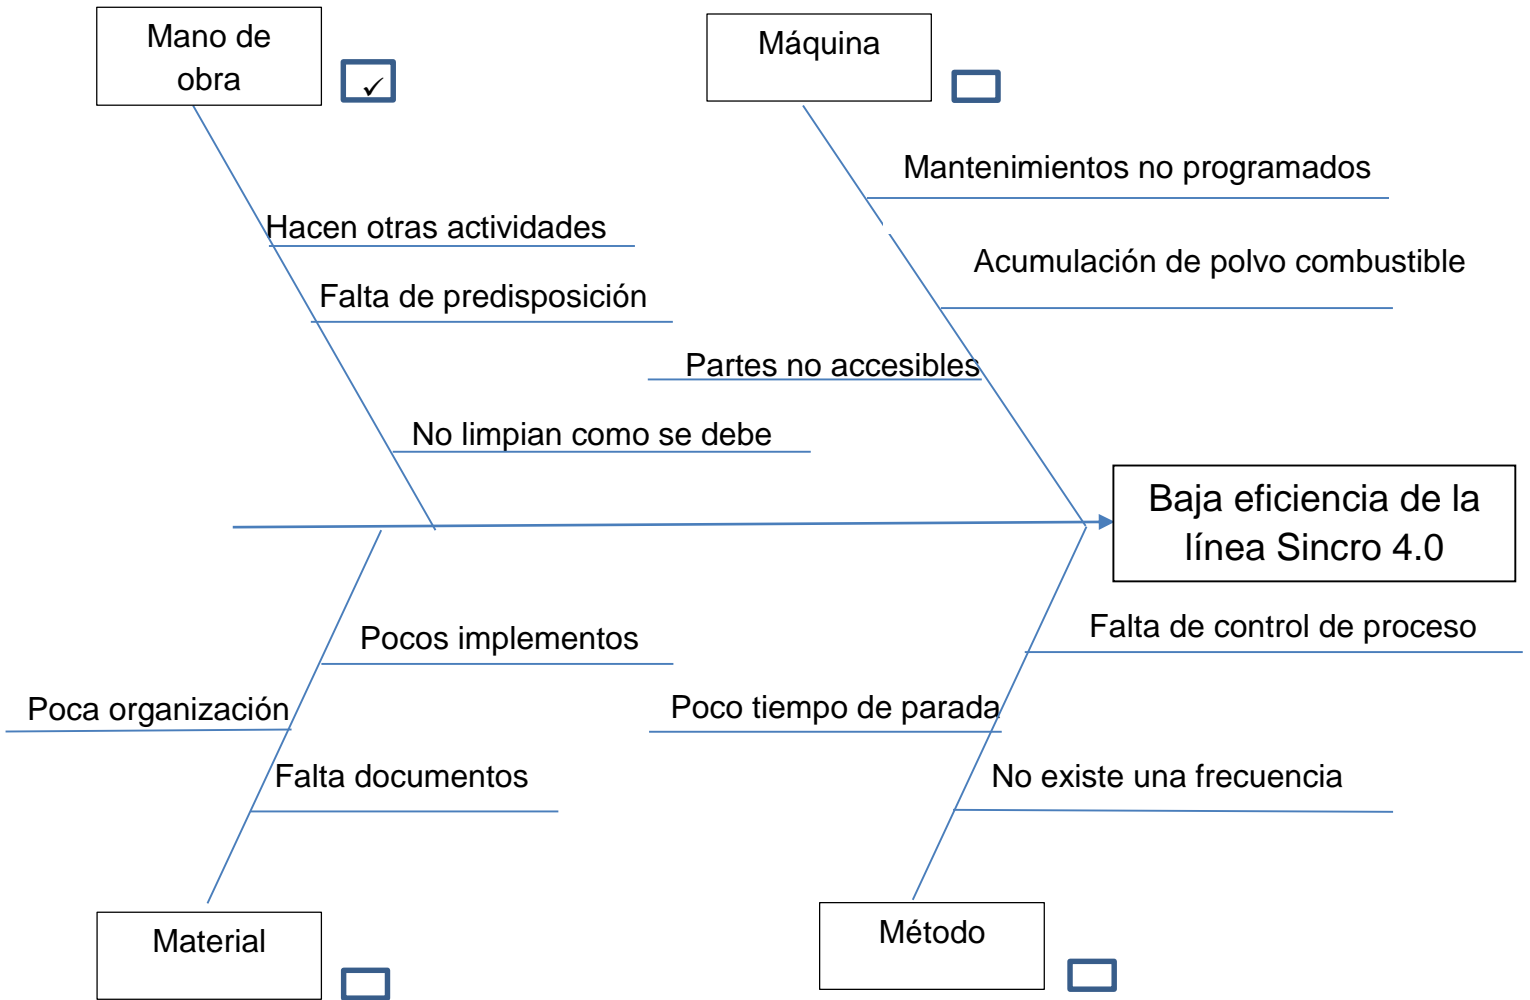 Mano de
obra
✓
Máquina
Mantenimientos no programados
Hacen otras actividades
Acumulación de polvo combustible
Falta de predisposición
Partes no accesibles
No limpian como se debe
Baja eficiencia de la
línea Sincro 4.0
Falta de control de proceso
Pocos implementos
Poca organización
Poco tiempo de parada
Falta documentos
No existe una frecuencia
Material
Método